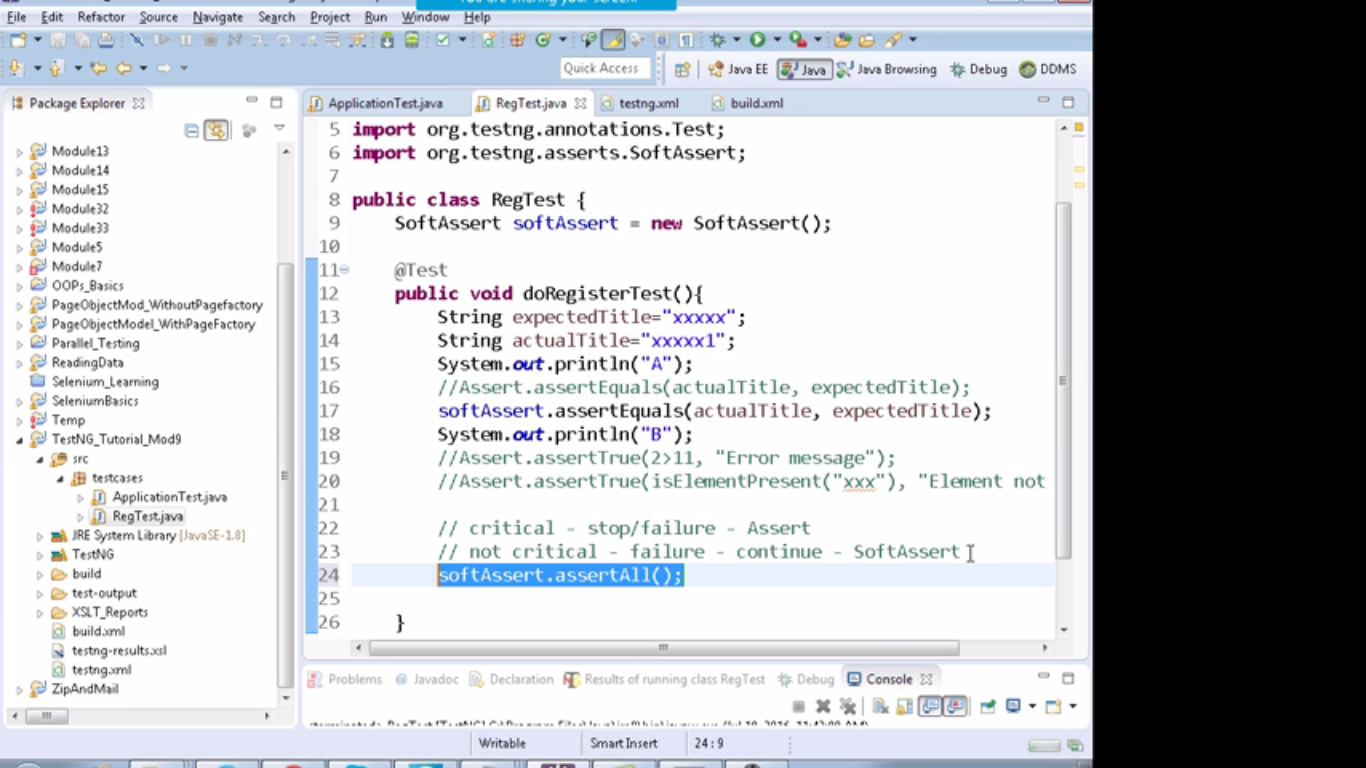 You are sharing your screen.
File Edit Refactor Source Navigate Search Project Run Window Help
Quick Access Java EE Java Java Browsing Debug DDMS
Package Explorer
Module13
Module14
Module15
Module32
Module33
Module5
Module7
OOPs_Basics
PageObjectMod_WithoutPagefactory
PageObjectModel_WithPageFactory
Parallel_Testing
ReadingData
Selenium_Learning
SeleniumBasics
Temp
TestNG_Tutorial_Mod9
src
testcases
ApplicationTest.java
RegTest.java
JRE System Library [JavaSE-1.8]
TestNG
build
test-output
XSLT_Reports
build.xml
testng-results.xsl
testng.xml
ZipAndMail
ApplicationTest.java RegTest.java testng.xml build.xml
5 import org.testng.annotations.Test;
6 import org.testng.asserts.SoftAssert;
7
8 public class RegTest {
9 SoftAssert softAssert = new SoftAssert();
10
11 @Test
12 public void doRegisterTest(){
13 String expectedTitle="xxxxx";
14 String actualTitle="xxxxx1";
15 System.out.println("A");
16 //Assert.assertEquals(actualTitle, expectedTitle);
17 softAssert.assertEquals(actualTitle, expectedTitle);
18 System.out.println("B");
19 //Assert.assertTrue(2>11, "Error message");
20 //Assert.assertTrue(isElementPresent("xxx"), "Element not
21
22 // critical - stop/failure - Assert
23 // not critical - failure - continue - SoftAssert
24 softAssert.assertAll();
25
26 }
Problems Javadoc Declaration Results of running class RegTest Debug Console
Writable Smart Insert 24 : 9